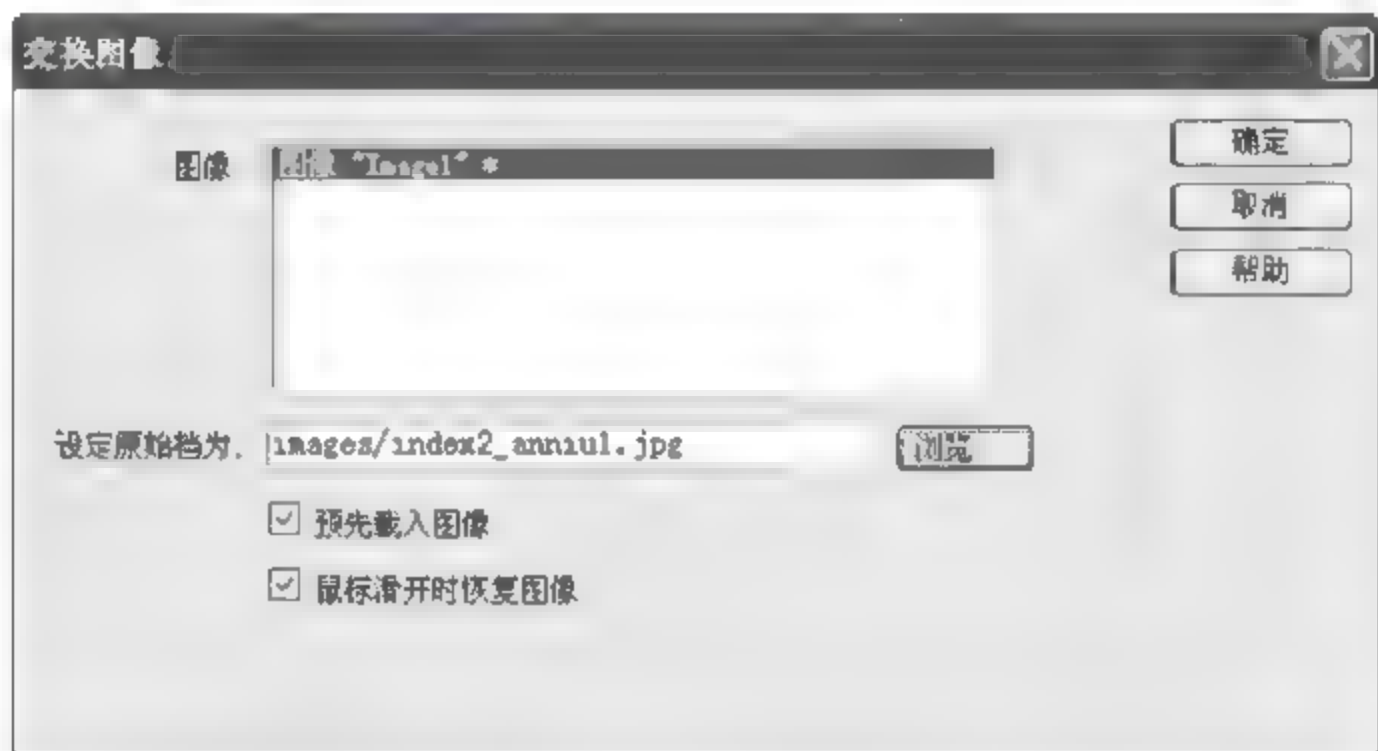 变换图像
确定
图像
图像 "Image1" *
取消
帮助
设定原始档为: images/index2_anniu1.jpg
浏览
预先载入图像
鼠标滑开时恢复图像